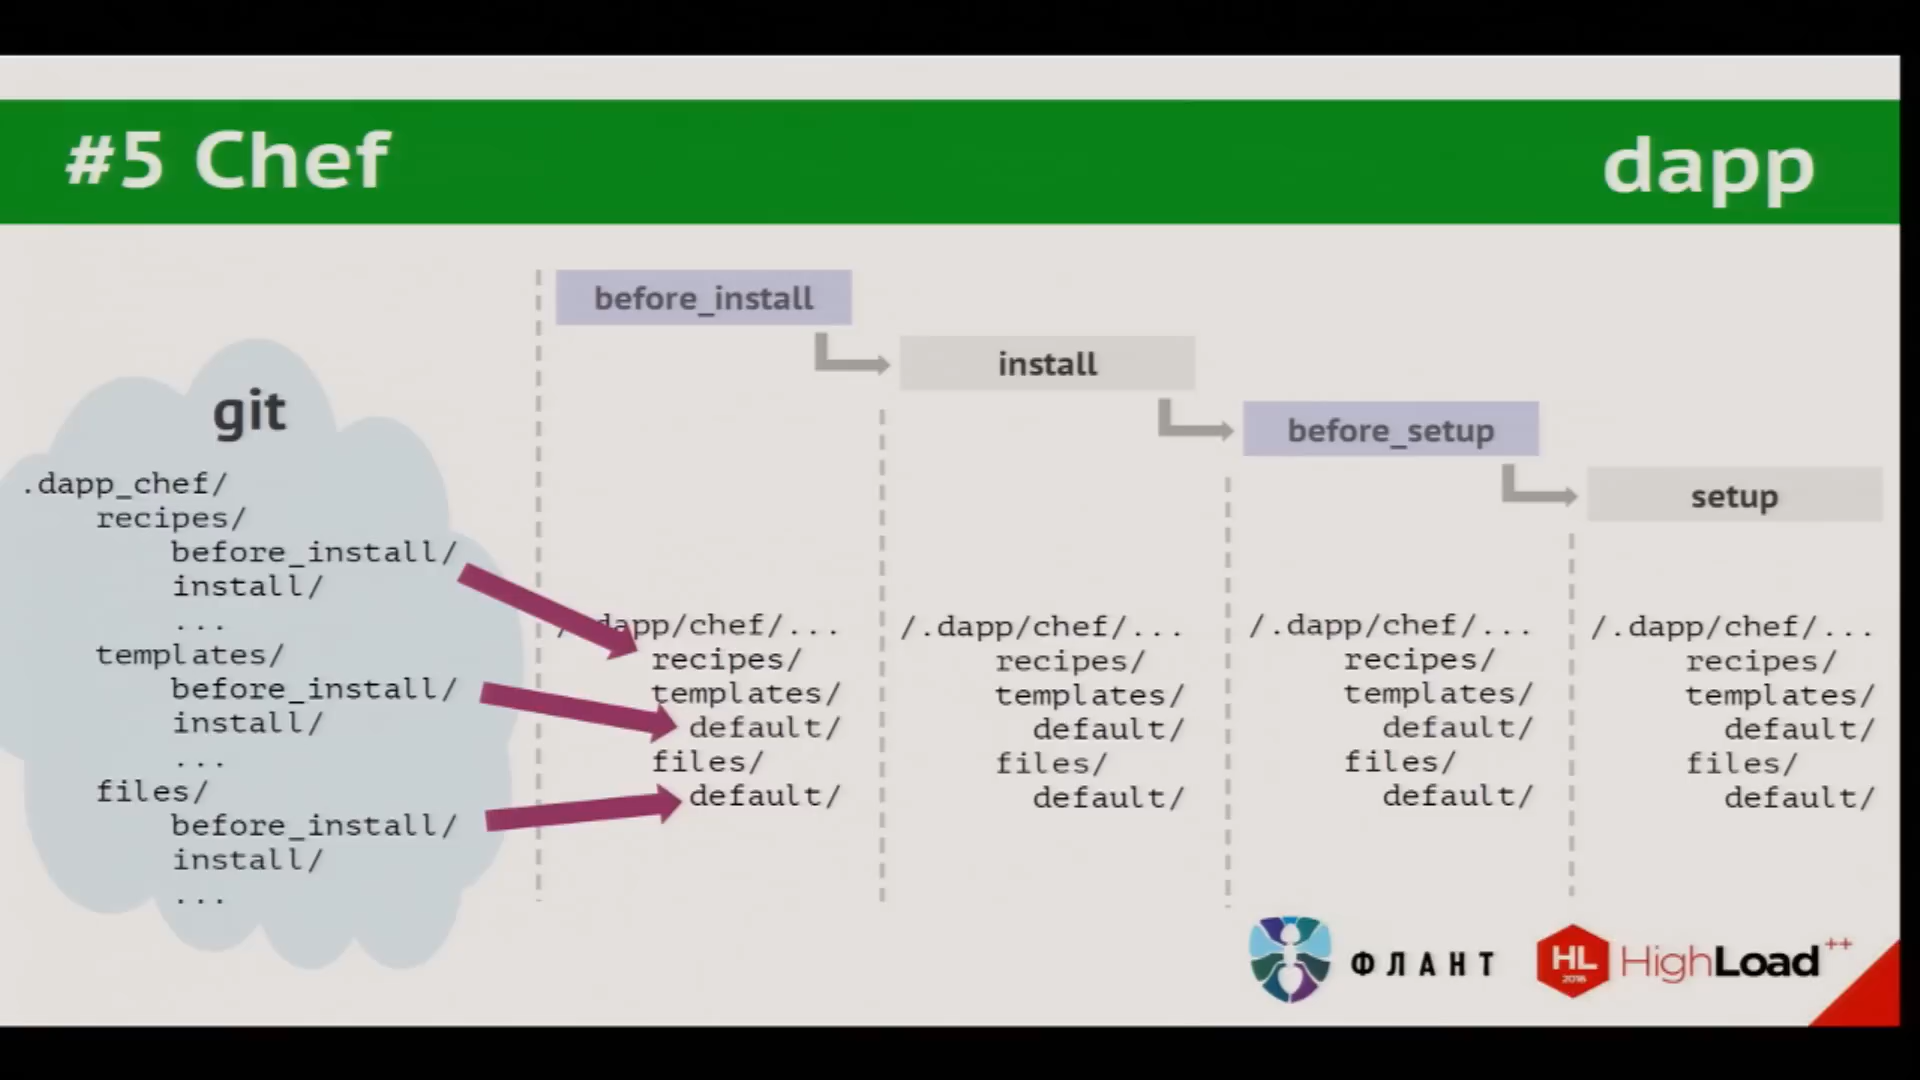 #5 Chef
dapp
before_install
install
before_setup
setup
git
.dapp_chef/
recipes/
before_install/
install/
...
templates/
before_install/
install/
...
files/
before_install/
install/
...
/.dapp/chef/...
recipes/
templates/
default/
files/
default/
/.dapp/chef/...
recipes/
templates/
default/
files/
default/
/.dapp/chef/...
recipes/
templates/
default/
files/
default/
/.dapp/chef/...
recipes/
templates/
default/
files/
default/
ФЛАНТ
HL
2016
HighLoad++